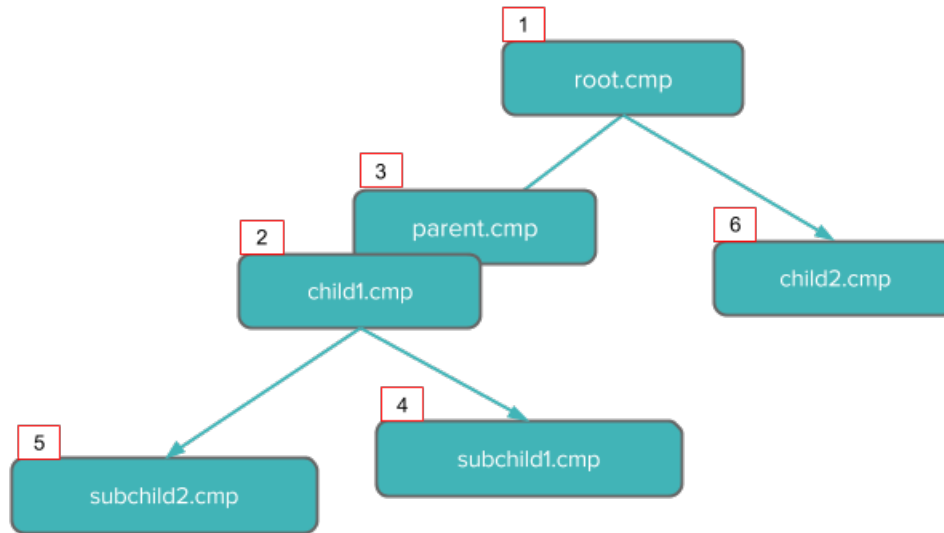 1
root.cmp
3
parent.cmp
2
child1.cmp
6
child2.cmp
4
subchild1.cmp
5
subchild2.cmp